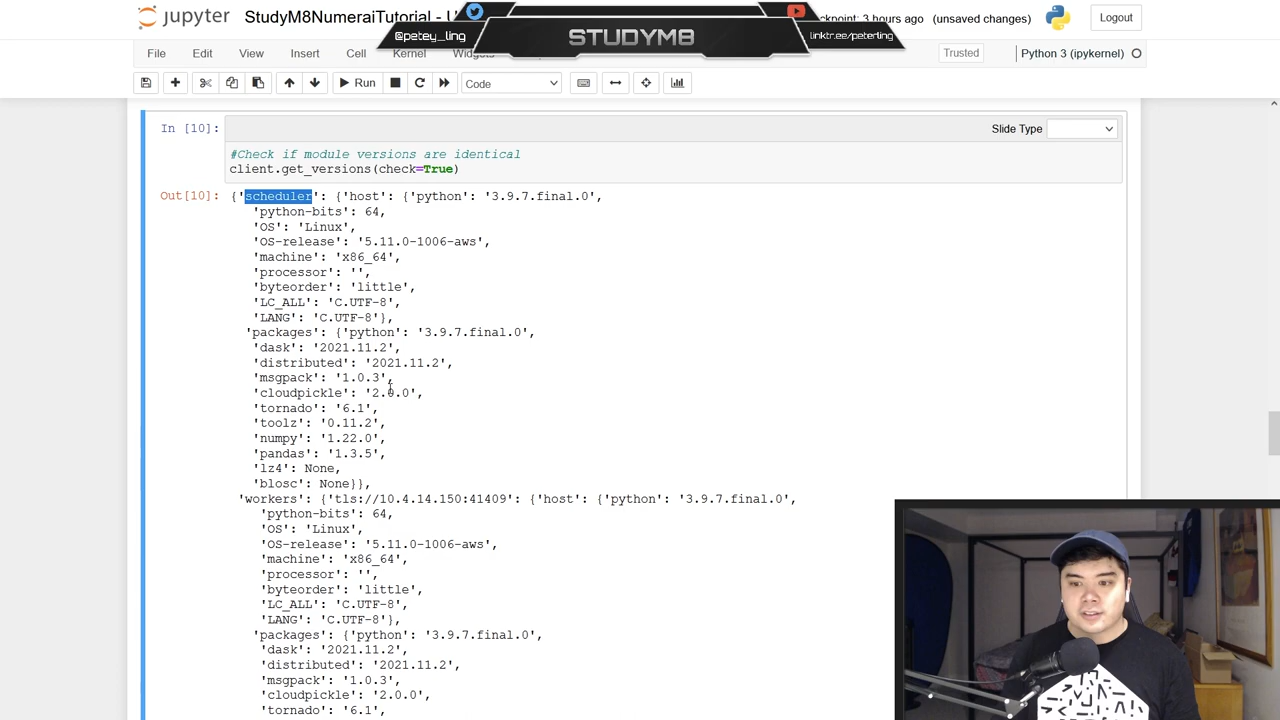 jupyter StudyM8NumeraiTutorial - U
@petey_ling
STUDYM8
linktr.ee/peterling
ckpoint: 3 hours ago (unsaved changes)
Logout
File Edit View Insert Cell Kernel Widgets
Trusted
Python 3 (ipykernel)
Run
Code
In [10]:
Slide Type
#Check if module versions are identical
client.get_versions(check=True)
Out[10]: {'scheduler': {'host': {'python': '3.9.7.final.0',
'python-bits': 64,
'OS': 'Linux',
'OS-release': '5.11.0-1006-aws',
'machine': 'x86_64',
'processor': '',
'byteorder': 'little',
'LC_ALL': 'C.UTF-8',
'LANG': 'C.UTF-8'},
'packages': {'python': '3.9.7.final.0',
'dask': '2021.11.2',
'distributed': '2021.11.2',
'msgpack': '1.0.3',
'cloudpickle': '2.0.0',
'tornado': '6.1',
'toolz': '0.11.2',
'numpy': '1.22.0',
'pandas': '1.3.5',
'lz4': None,
'blosc': None}},
'workers': {'tls://10.4.14.150:41409': {'host': {'python': '3.9.7.final.0',
'python-bits': 64,
'OS': 'Linux',
'OS-release': '5.11.0-1006-aws',
'machine': 'x86_64',
'processor': '',
'byteorder': 'little',
'LC_ALL': 'C.UTF-8',
'LANG': 'C.UTF-8'},
'packages': {'python': '3.9.7.final.0',
'dask': '2021.11.2',
'distributed': '2021.11.2',
'msgpack': '1.0.3',
'cloudpickle': '2.0.0',
'tornado': '6.1',